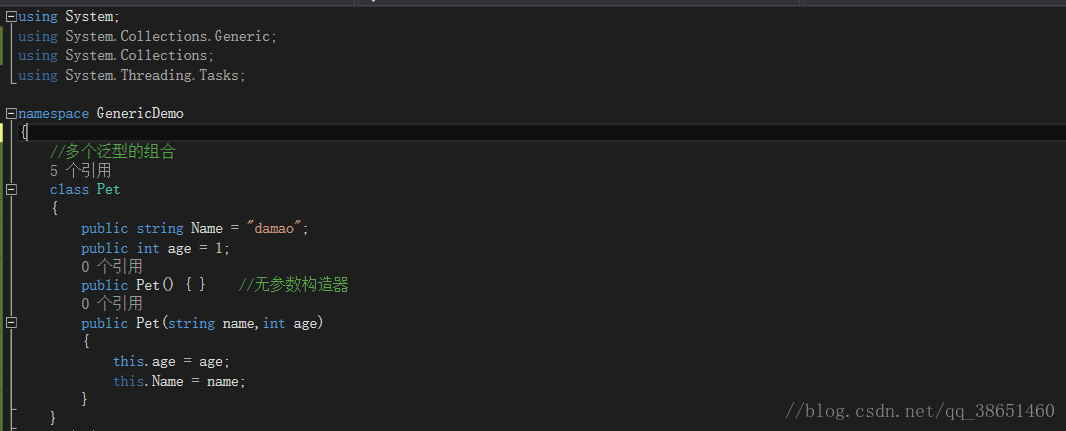 using System;
using System.Collections.Generic;
using System.Collections;
using System.Threading.Tasks;
namespace GenericDemo
{
//多个泛型的组合
5 个引用
class Pet
{
public string Name = "damao";
public int age = 1;
0 个引用
public Pet() { }    //无参数构造器
0 个引用
public Pet(string name,int age)
{
this.age = age;
this.Name = name;
}
}
//blog.csdn.net/qq_38651460